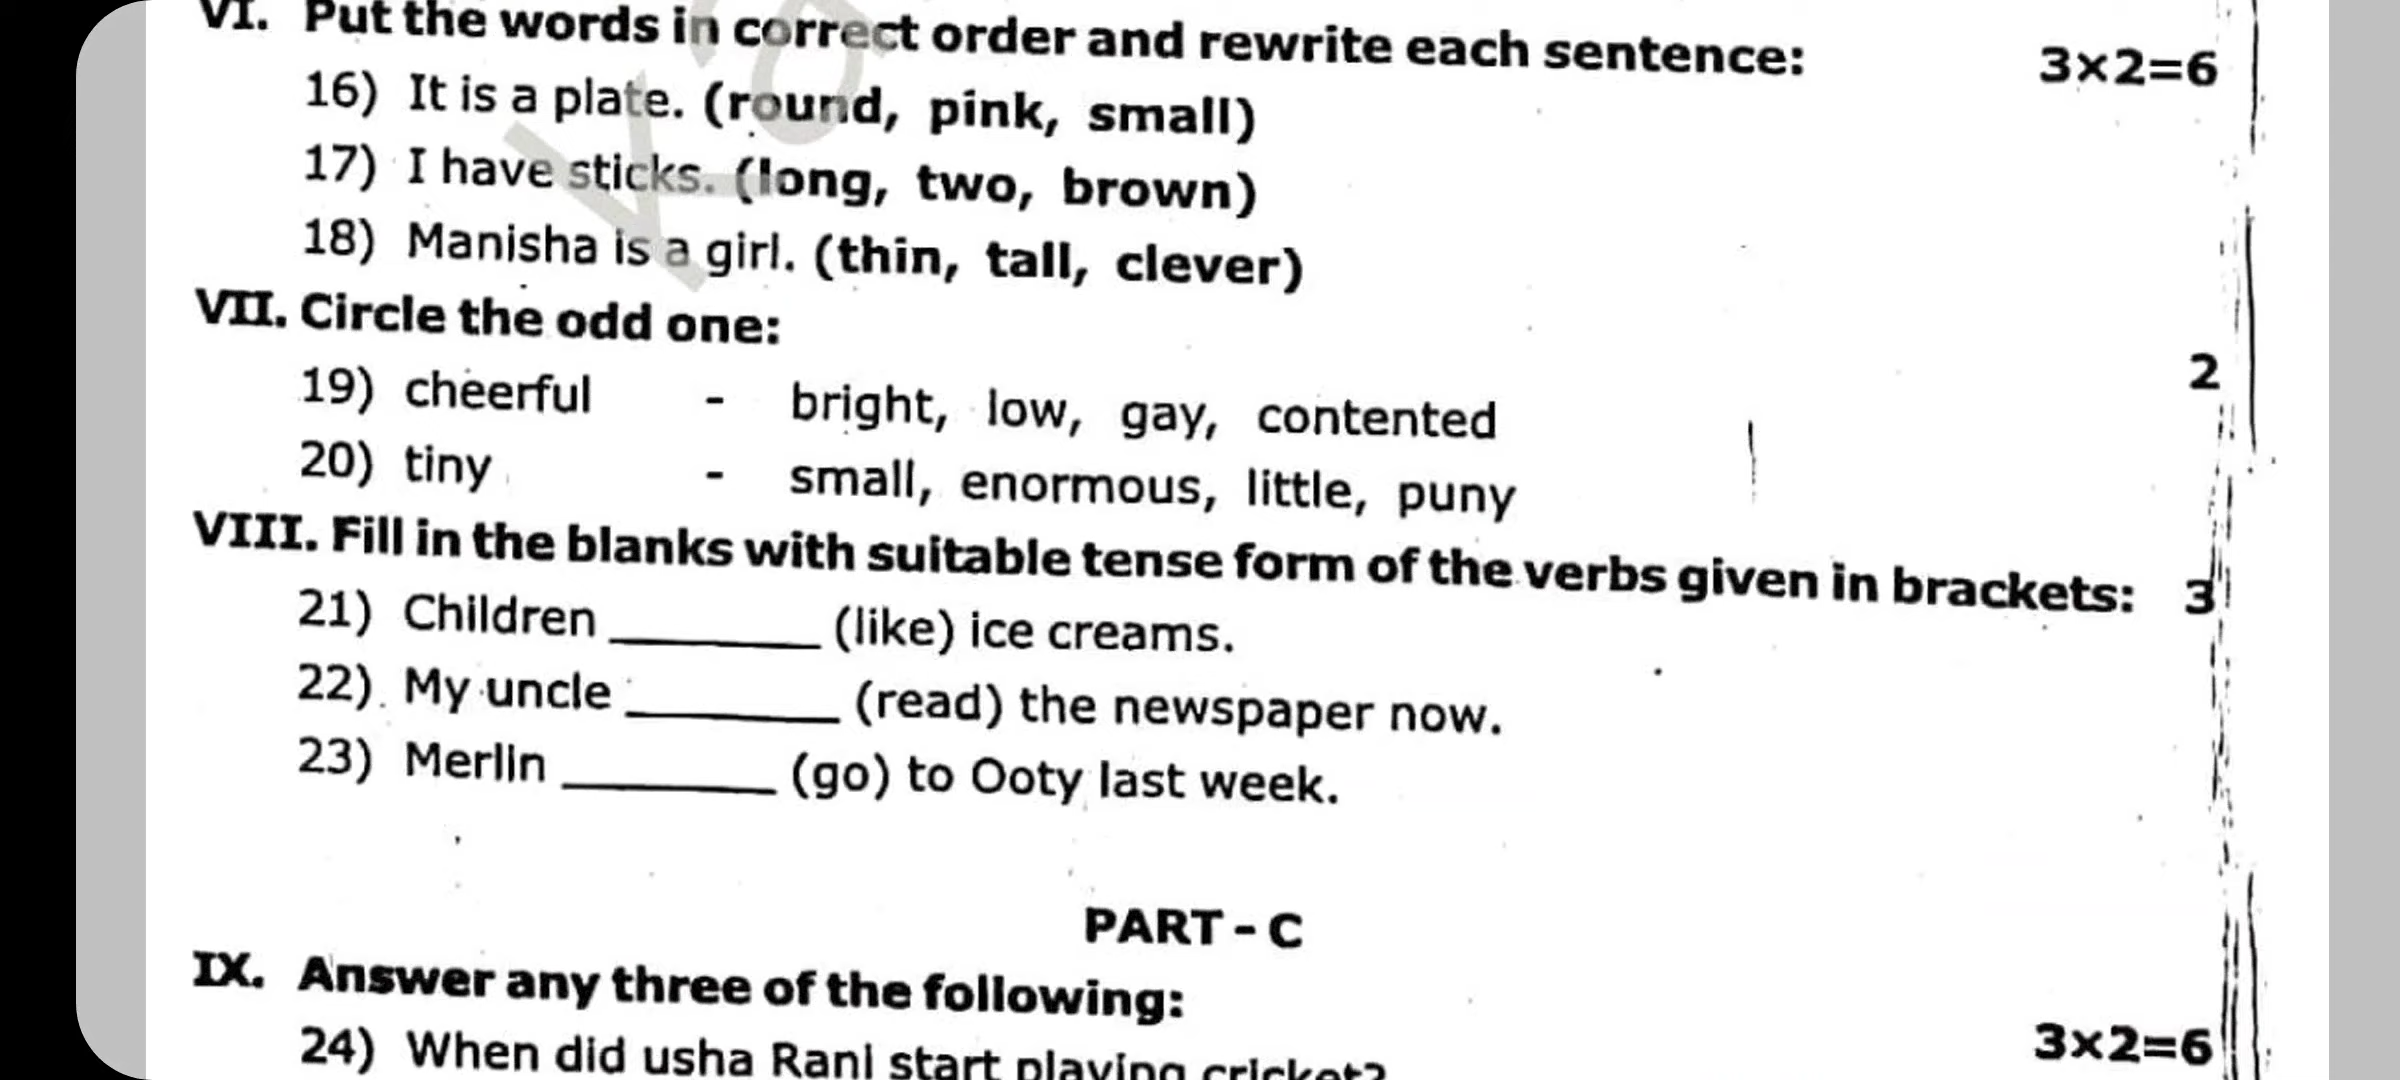 VI. Put the words in correct order and rewrite each sentence: 3×2=6
16) It is a plate. (round, pink, small)
17) I have sticks. (long, two, brown)
18) Manisha is a girl. (thin, tall, clever)
VII. Circle the odd one: 2
19) cheerful - bright, low, gay, contented
20) tiny - small, enormous, little, puny
VIII. Fill in the blanks with suitable tense form of the verbs given in brackets: 3
21) Children ________ (like) ice creams.
22) My uncle ________ (read) the newspaper now.
23) Merlin ________ (go) to Ooty last week.
PART - C
IX. Answer any three of the following: 3×2=6
24) When did usha Rani start playing cricket?